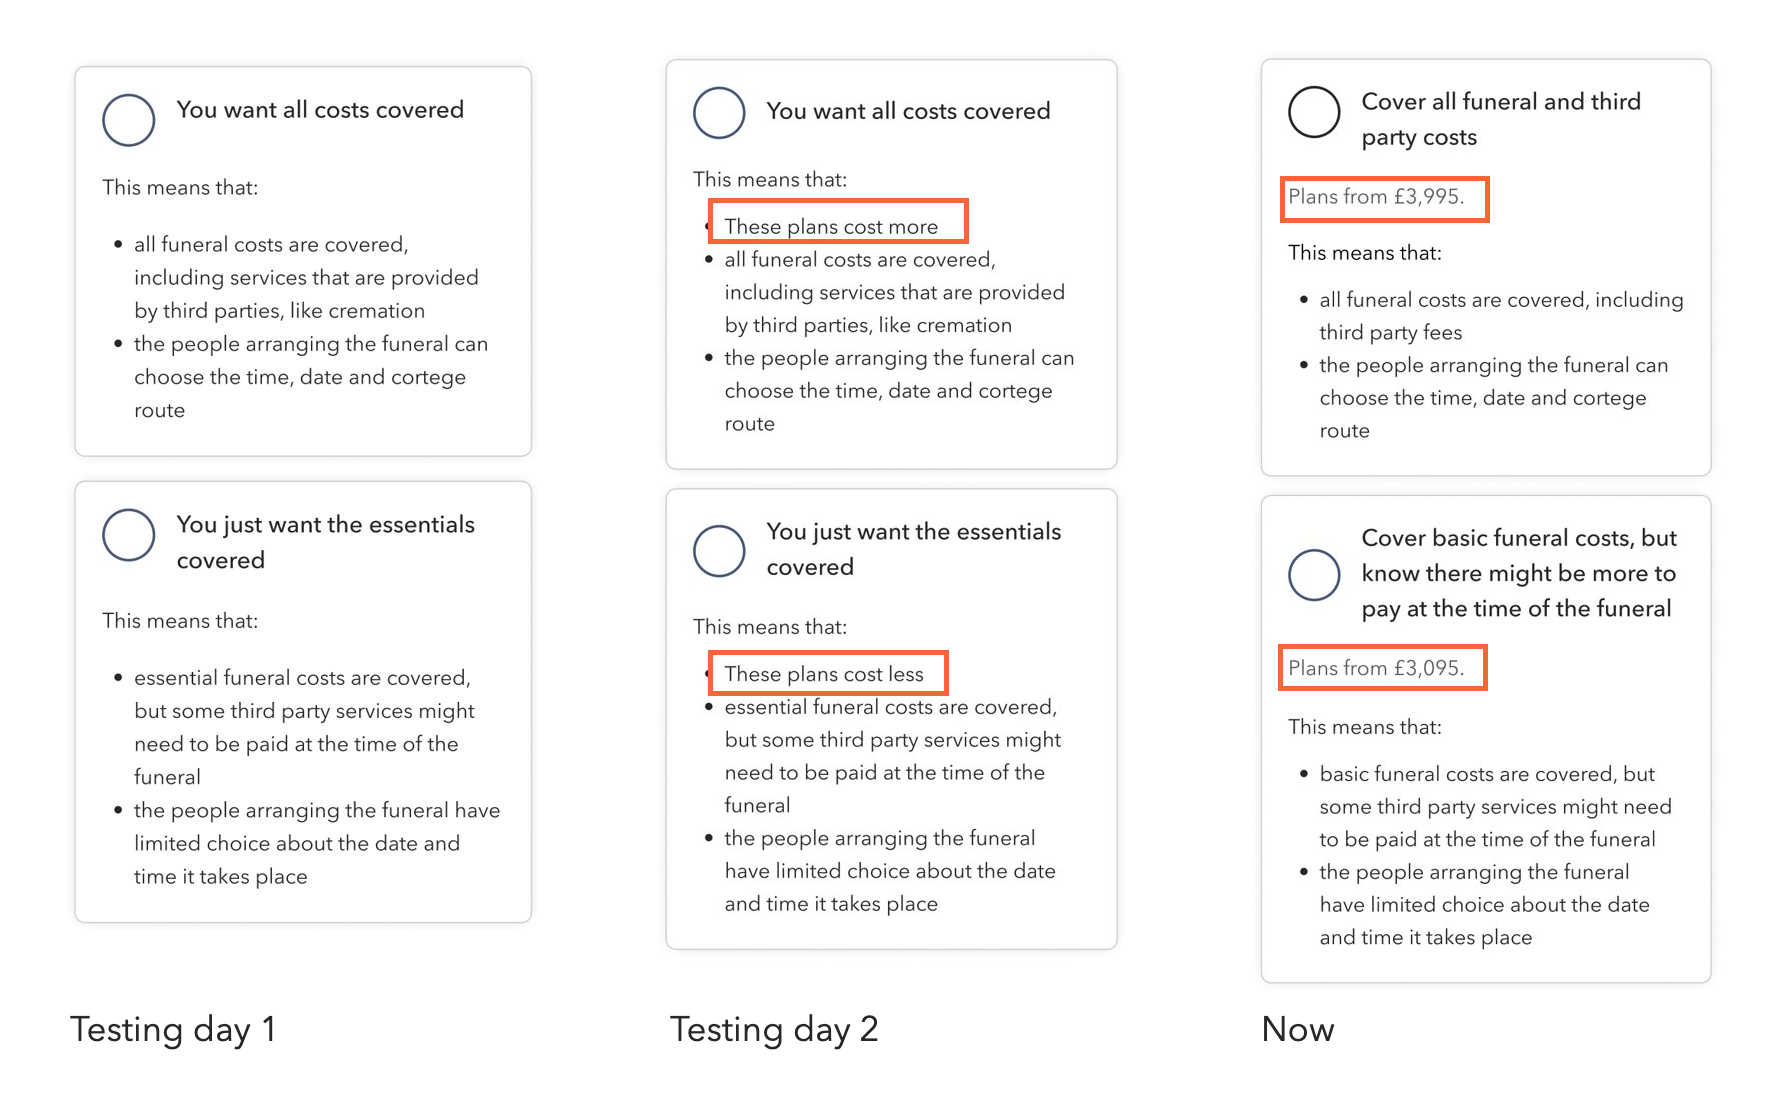 You want all costs covered
This means that:
• all funeral costs are covered,
including services that are provided
by third parties, like cremation
• the people arranging the funeral can
choose the time, date and cortege
route
You just want the essentials
covered
This means that:
• essential funeral costs are covered,
but some third party services might
need to be paid at the time of the
funeral
• the people arranging the funeral have
limited choice about the date and
time it takes place
Testing day 1
You want all costs covered
This means that:
• These plans cost more
• all funeral costs are covered,
including services that are provided
by third parties, like cremation
• the people arranging the funeral can
choose the time, date and cortege
route
You just want the essentials
covered
This means that:
• These plans cost less
• essential funeral costs are covered,
but some third party services might
need to be paid at the time of the
funeral
• the people arranging the funeral
have limited choice about the date
and time it takes place
Testing day 2
Cover all funeral and third
party costs
Plans from £3,995.
This means that:
• all funeral costs are covered, including
third party fees
• the people arranging the funeral can
choose the time, date and cortege
route
Cover basic funeral costs, but
know there might be more to
pay at the time of the funeral
Plans from £3,095.
This means that:
• basic funeral costs are covered, but
some third party services might need
to be paid at the time of the funeral
• the people arranging the funeral
have limited choice about the date
and time it takes place
Now